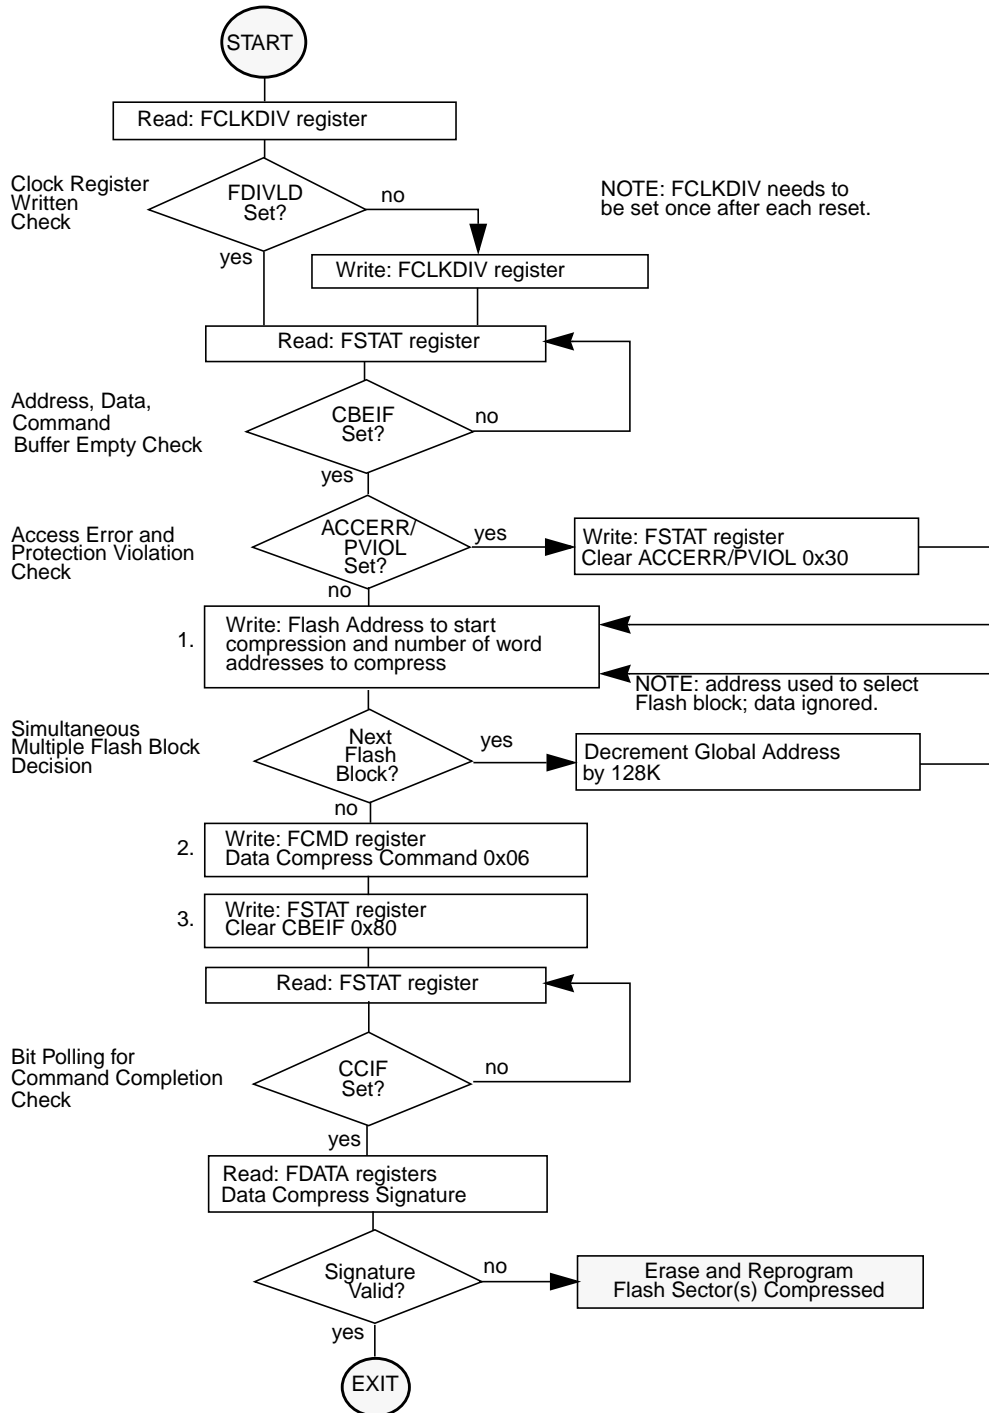 START
Read: FCLKDIV register
Clock Register
Written
Check
FDIVLD
Set?
no
yes
NOTE: FCLKDIV needs to
be set once after each reset.
Write: FCLKDIV register
Read: FSTAT register
Address, Data,
Command
Buffer Empty Check
CBEIF
Set?
no
yes
Access Error and
Protection Violation
Check
ACCERR/
PVIOL
Set?
yes
no
Write: FSTAT register
Clear ACCERR/PVIOL 0x30
1.
Write: Flash Address to start
compression and number of word
addresses to compress
NOTE: address used to select
Flash block; data ignored.
Simultaneous
Multiple Flash Block
Decision
Next
Flash
Block?
yes
no
Decrement Global Address
by 128K
2.
Write: FCMD register
Data Compress Command 0x06
3.
Write: FSTAT register
Clear CBEIF 0x80
Read: FSTAT register
Bit Polling for
Command Completion
Check
CCIF
Set?
no
yes
Read: FDATA registers
Data Compress Signature
Signature
Valid?
no
yes
Erase and Reprogram
Flash Sector(s) Compressed
EXIT